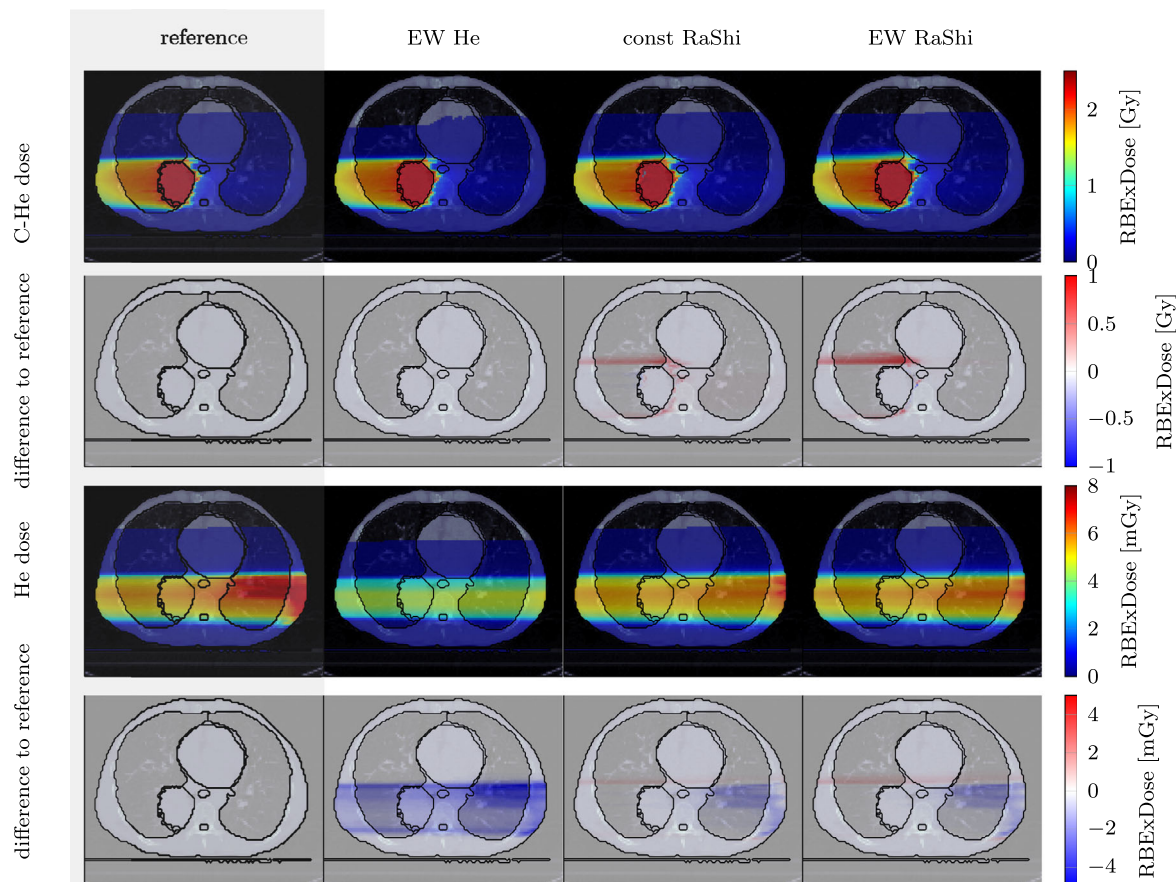 reference EW He const RaShi EW RaShi
C-He dose
2
1
0
RBExDose [Gy]
difference to reference
1
0.5
0
−0.5
−1
RBExDose [Gy]
He dose
8
6
4
2
0
RBExDose [mGy]
difference to reference
4
2
0
−2
−4
RBExDose [mGy]